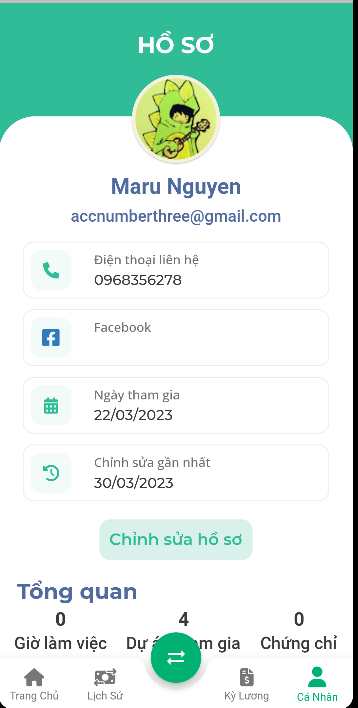 HỒ SƠ
Maru Nguyen
accnumberthree@gmail.com
Điện thoại liên hệ
0968356278
Facebook
Ngày tham gia
22/03/2023
Chỉnh sửa gần nhất
30/03/2023
Chỉnh sửa hồ sơ
Tổng quan
0 4 0
Giờ làm việc Dự gia Chứng chỉ
Trang Chủ Lịch Sử Kỳ Lương Cá Nhân